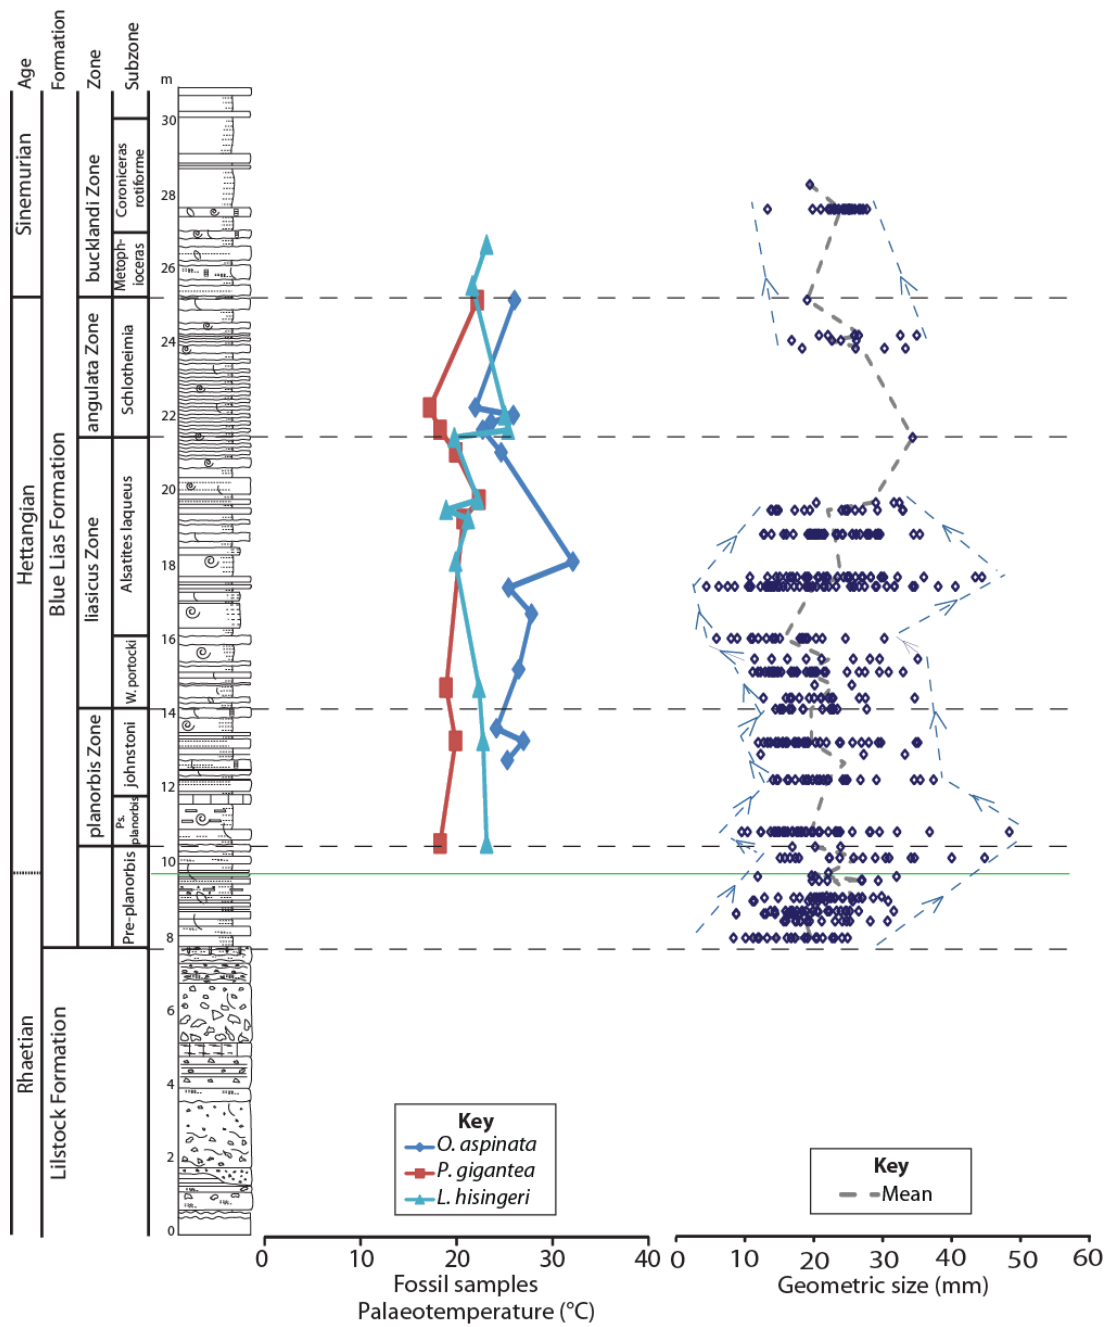 Age
Formation
Zone
Subzone
m
Sinemurian
Hettangian
Rhaetian
Blue Lias Formation
Lilstock Formation
bucklandi Zone
angulata Zone
liasicus Zone
planorbis Zone
Coroniceras
rotiforme
Metoph-
ioceras
Schlotheimia
Alsatites laqueus
W. portocki
johnstoni
Ps.
planorbis
Pre-planorbis
30
28
26
24
22
20
18
16
14
12
10
8
6
4
2
0
Key
O. aspinata
P. gigantea
L. hisingeri
Key
Mean
0 10 20 30 40
Fossil samples
Palaeotemperature (°C)
0 10 20 30 40 50 60
Geometric size (mm)